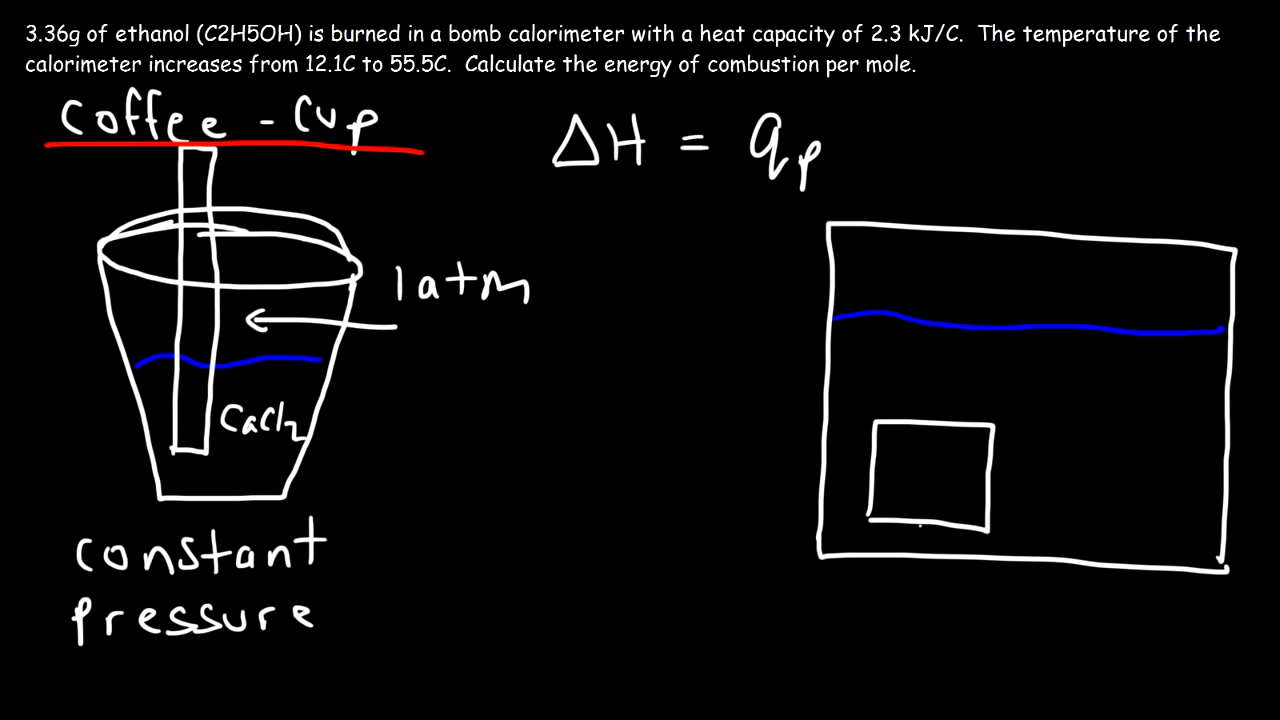 3.36g of ethanol (C2H5OH) is burned in a bomb calorimeter with a heat capacity of 2.3 kJ/C. The temperature of the
calorimeter increases from 12.1C to 55.5C. Calculate the energy of combustion per mole.
Coffee - Cup
ΔH = qp
1atm
CaCl2
constant
pressure